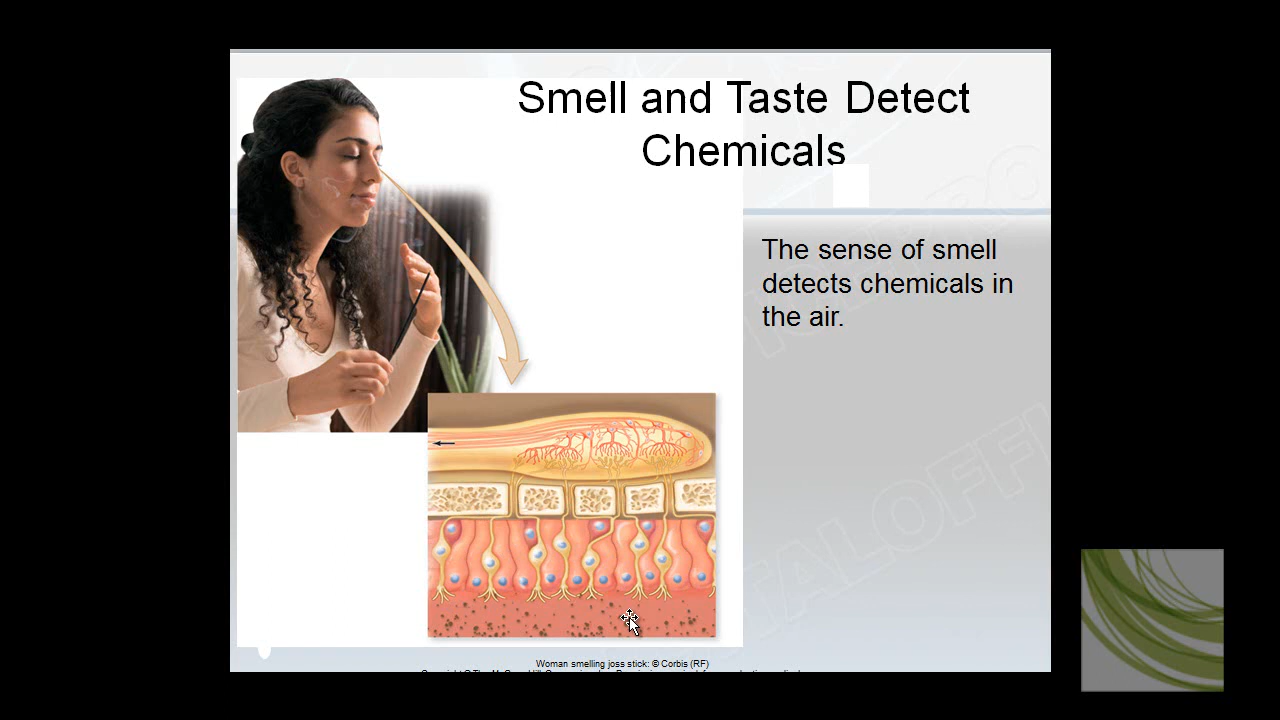 Smell and Taste Detect
Chemicals
The sense of smell
detects chemicals in
the air.
Woman smelling joss stick: © Corbis (RF)